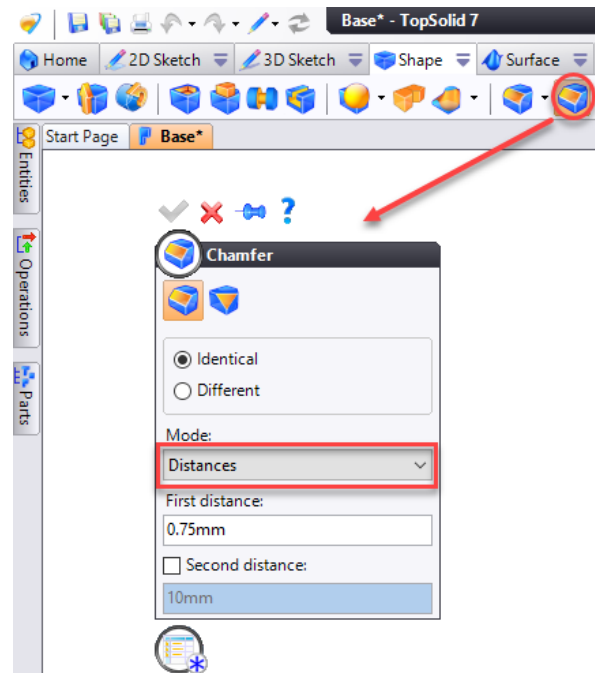 Base* - TopSolid 7
Home 2D Sketch 3D Sketch Shape Surface
Start Page Base*
Entities
Operations
Parts
?
Chamfer
Identical
Different
Mode:
Distances
First distance:
0.75mm
Second distance:
10mm